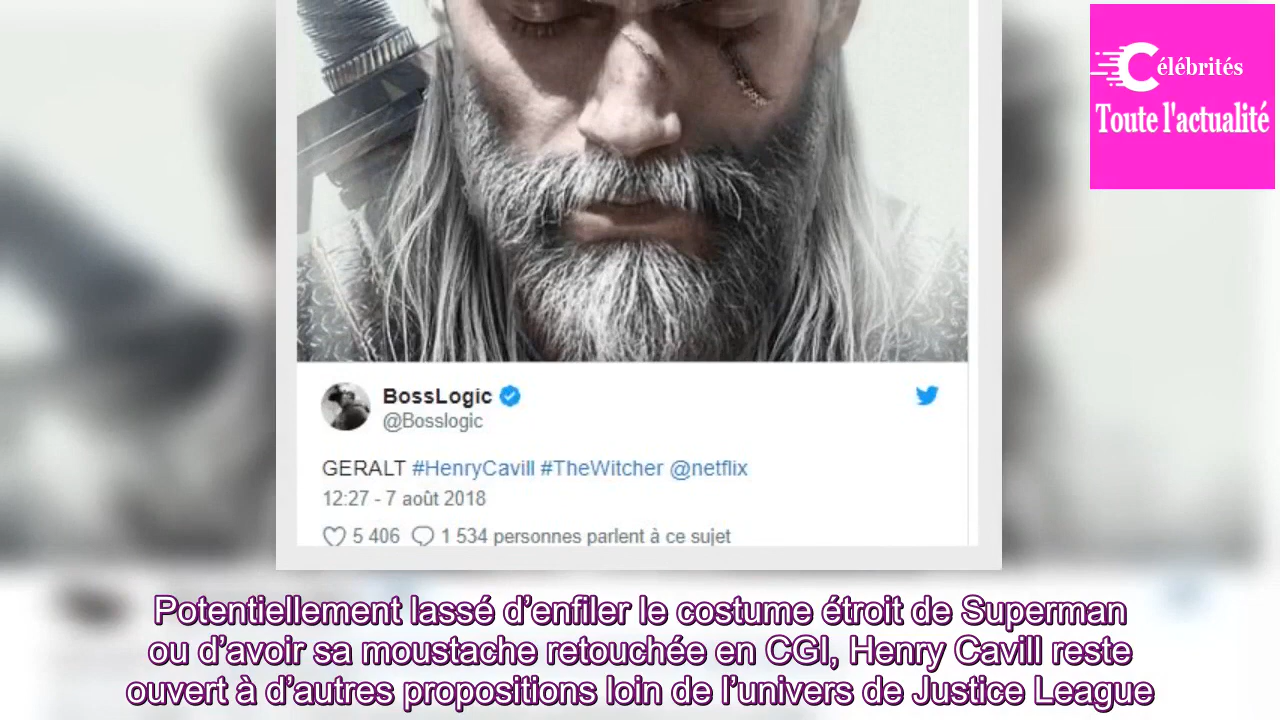 Célébrités
Toute l'actualité
BossLogic
@Bosslogic
GERALT #HenryCavill #TheWitcher @netflix
12:27 - 7 août 2018
5 406 1 534 personnes parlent à ce sujet
Potentiellement lassé d’enfiler le costume étroit de Superman
ou d’avoir sa moustache retouchée en CGI, Henry Cavill reste
ouvert à d’autres propositions loin de l’univers de Justice League